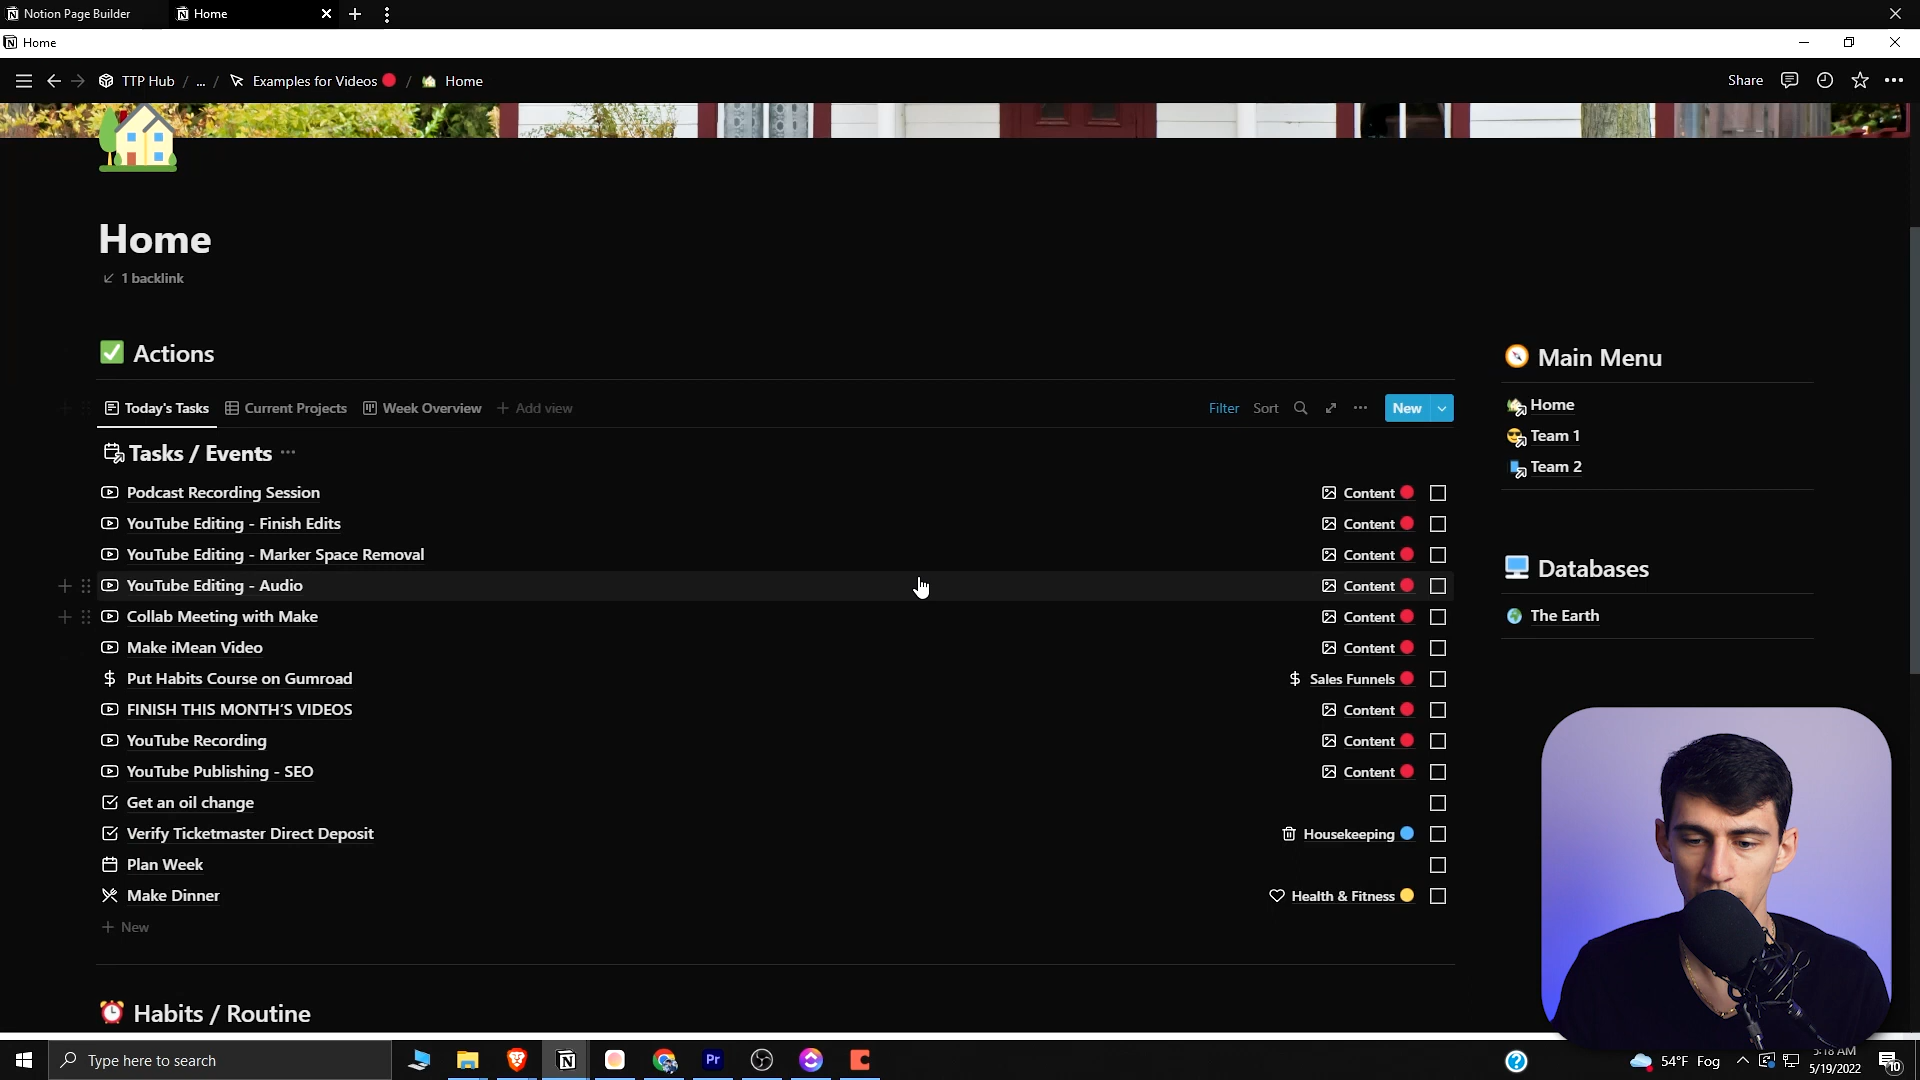 Notion Page Builder
Home
Home
TTP Hub / ... / Examples for Videos / Home
Share
Home
1 backlink
Actions
Today's Tasks
Current Projects
Week Overview
Add view
Filter
Sort
New
Tasks / Events
Podcast Recording Session
Content
YouTube Editing - Finish Edits
Content
YouTube Editing - Marker Space Removal
Content
YouTube Editing - Audio
Content
Collab Meeting with Make
Content
Make iMean Video
Content
Put Habits Course on Gumroad
Sales Funnels
FINISH THIS MONTH'S VIDEOS
Content
YouTube Recording
Content
YouTube Publishing - SEO
Content
Get an oil change
Verify Ticketmaster Direct Deposit
Housekeeping
Plan Week
Make Dinner
Health & Fitness
New
Habits / Routine
Main Menu
Home
Team 1
Team 2
Databases
The Earth
Type here to search
Pr
54°F Fog
5:18 AM
5/19/2022
10